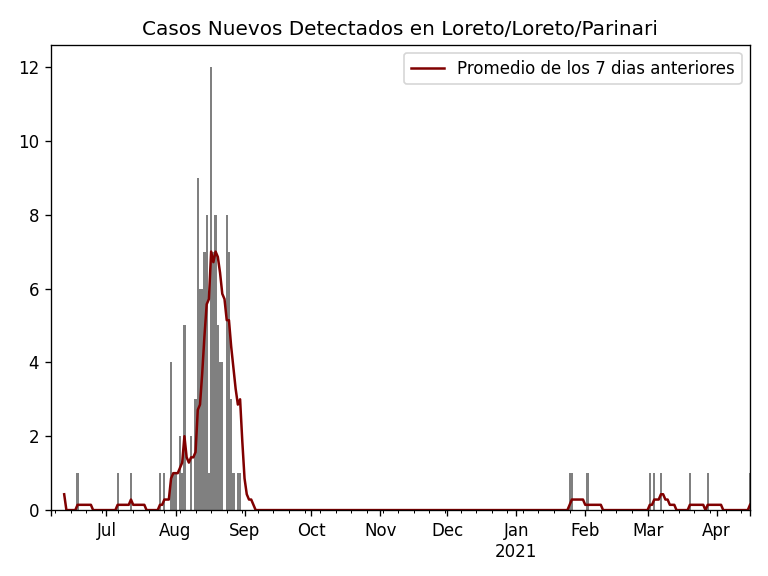 Casos Nuevos Detectados en Loreto/Loreto/Parinari
Promedio de los 7 dias anteriores
12
10
8
6
4
2
0
Jul Aug Sep Oct Nov Dec Jan Feb Mar Apr
2021